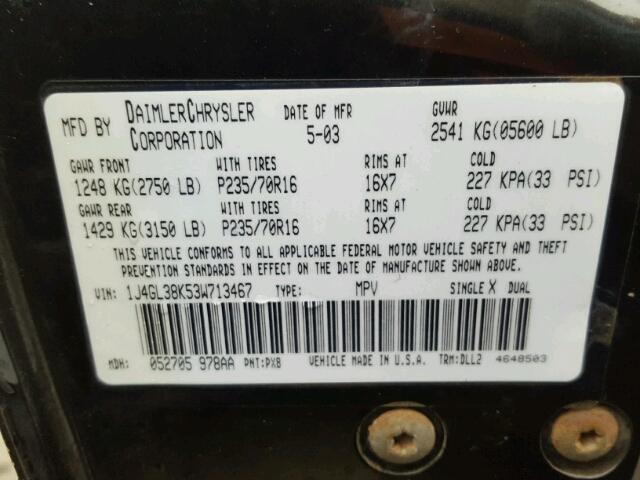 MFD BY DAIMLERCHRYSLER CORPORATION DATE OF MFR 5-03 GVWR 2541 KG(05600 LB)
GAWR FRONT WITH TIRES RIMS AT COLD
1248 KG(2750 LB) P235/70R16 16X7 227 KPA(33 PSI)
GAWR REAR WITH TIRES RIMS AT COLD
1429 KG(3150 LB) P235/70R16 16X7 227 KPA(33 PSI)
THIS VEHICLE CONFORMS TO ALL APPLICABLE FEDERAL MOTOR VEHICLE SAFETY AND THEFT
PREVENTION STANDARDS IN EFFECT ON THE DATE OF MANUFACTURE SHOWN ABOVE.
VIN: 1J4GL38K53W713467 TYPE: MPV SINGLE X DUAL
MDH: 052705 978AA PNT:PX8 VEHICLE MADE IN U.S.A. TRM:DLL2 4648503